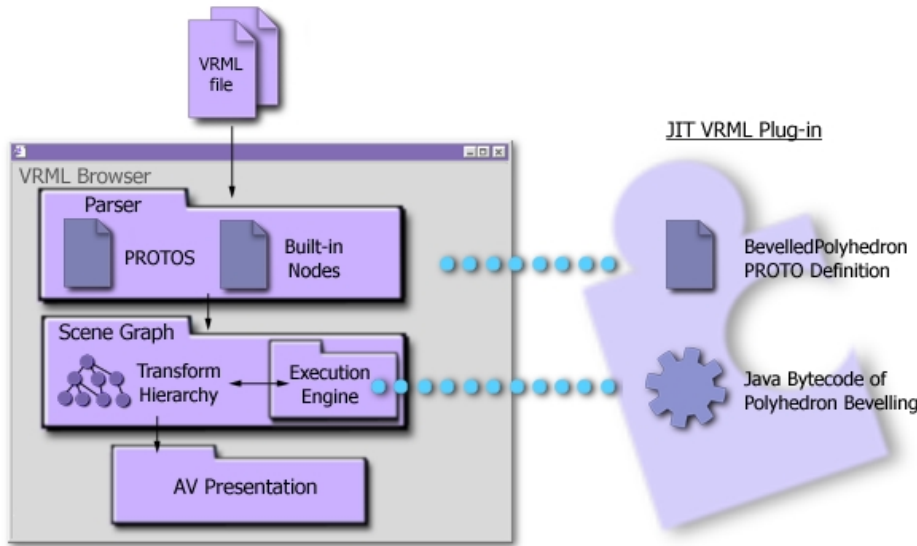 VRML
file
JIT VRML Plug-in
VRML Browser
Parser
PROTOS
Built-in
Nodes
BevelledPolyhedron
PROTO Definition
Scene Graph
Transform
Hierarchy
Execution
Engine
Java Bytecode of
Polyhedron Bevelling
AV Presentation